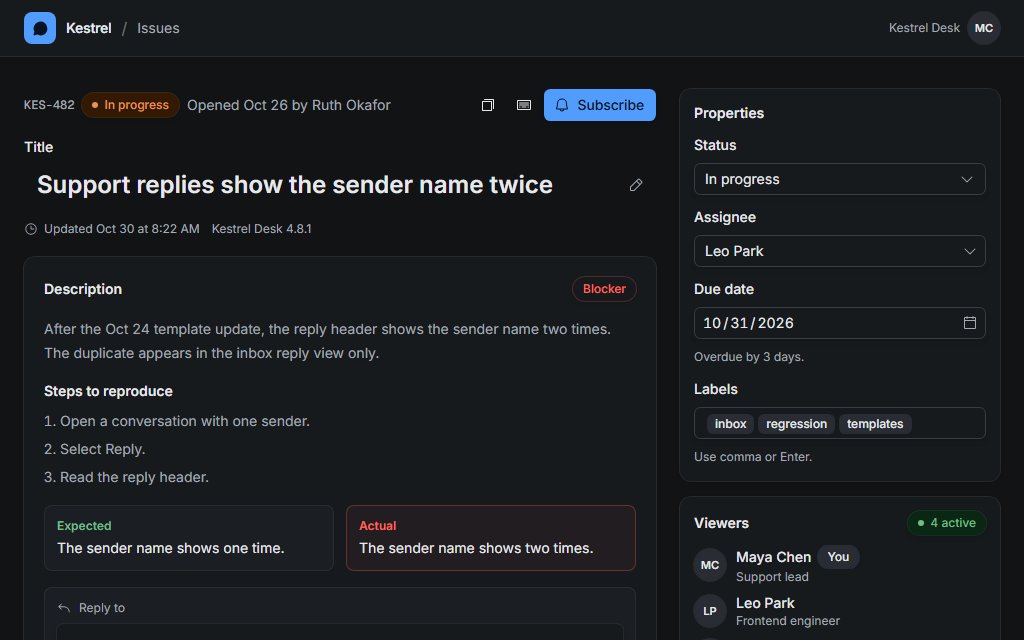 Kestrel / Issues
Kestrel Desk MC
KES-482 In progress Opened Oct 26 by Ruth Okafor
Subscribe
Title
Support replies show the sender name twice
Updated Oct 30 at 8:22 AM Kestrel Desk 4.8.1
Description
Blocker
After the Oct 24 template update, the reply header shows the sender name two times.
The duplicate appears in the inbox reply view only.
Steps to reproduce
1. Open a conversation with one sender.
2. Select Reply.
3. Read the reply header.
Expected
The sender name shows one time.
Actual
The sender name shows two times.
Reply to
Properties
Status
In progress
Assignee
Leo Park
Due date
10/31/2026
Overdue by 3 days.
Labels
inbox regression templates
Use comma or Enter.
Viewers
4 active
MC
Maya Chen You
Support lead
LP
Leo Park
Frontend engineer